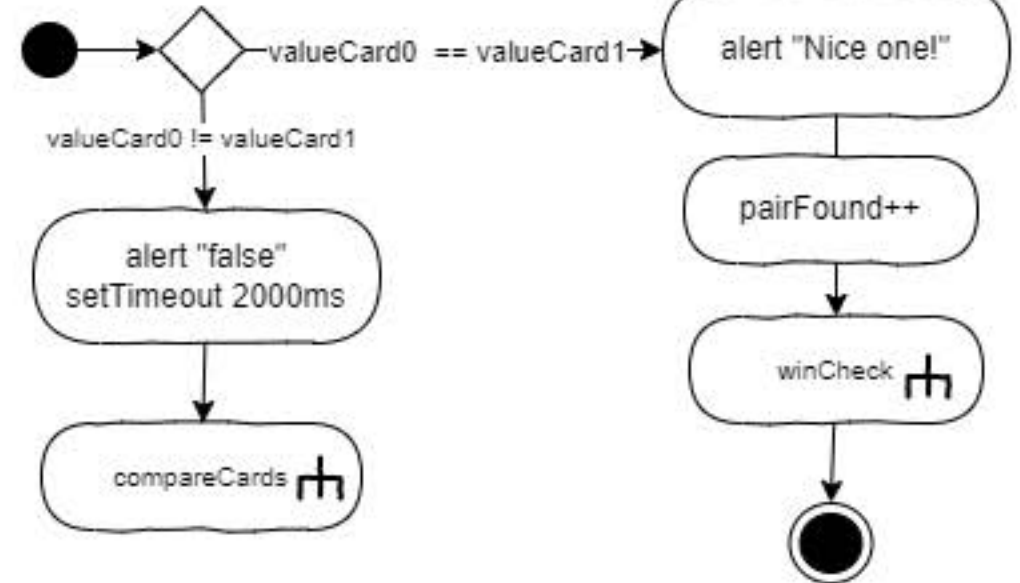 valueCard0 == valueCard1
alert "Nice one!"
valueCard0 != valueCard1
pairFound++
alert "false"
setTimeout 2000ms
winCheck
compareCards